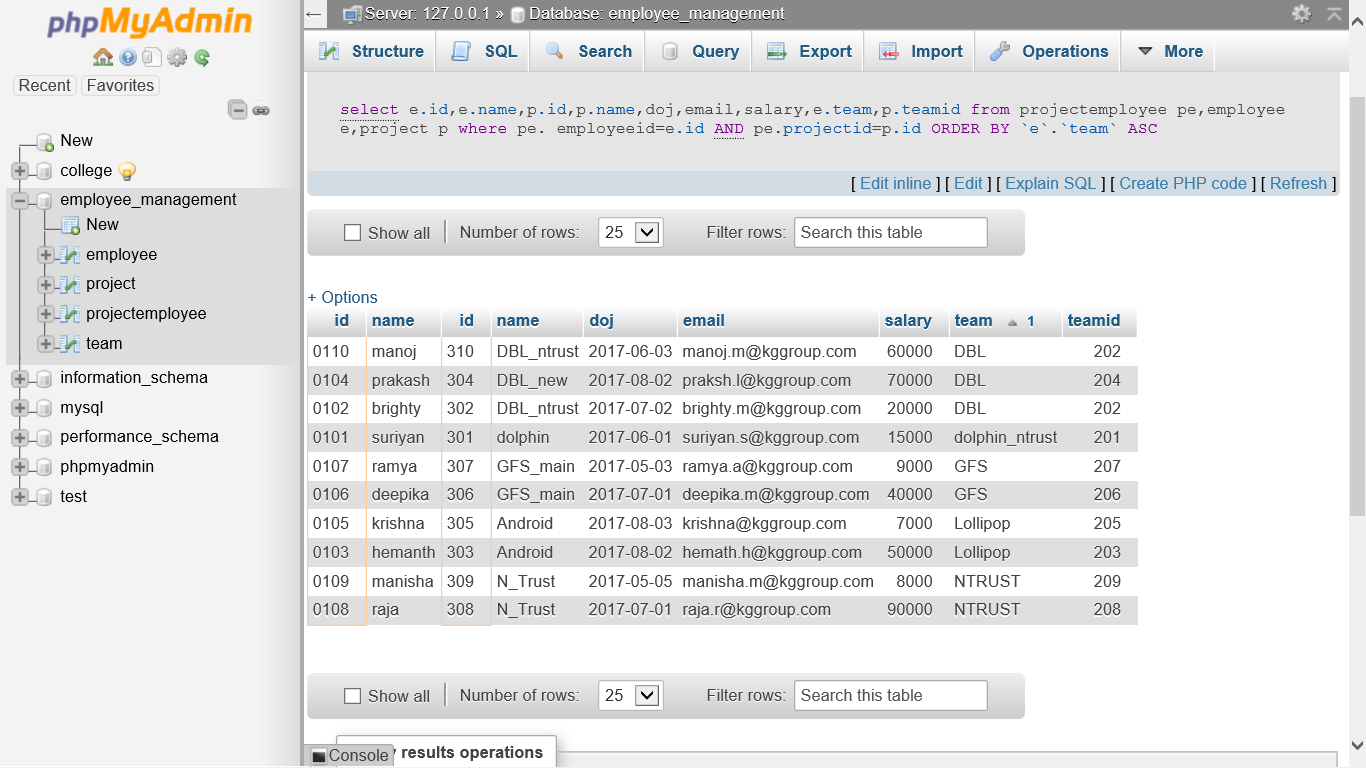 phpMyAdmin
Recent Favorites
New
college
employee_management
New
employee
project
projectemployee
team
information_schema
mysql
performance_schema
phpmyadmin
test
Server: 127.0.0.1 » Database: employee_management
Structure SQL Search Query Export Import Operations More
select e.id,e.name,p.id,p.name,doj,email,salary,e.team,p.teamid from projectemployee pe,employee
e,project p where pe. employeeid=e.id AND pe.projectid=p.id ORDER BY `e`.`team` ASC
[ Edit inline ] [ Edit ] [ Explain SQL ] [ Create PHP code ] [ Refresh ]
Show all Number of rows: 25 Filter rows: Search this table
+ Options
id name id name doj email salary team 1 teamid
0110 manoj 310 DBL_ntrust 2017-06-03 manoj.m@kggroup.com 60000 DBL 202
0104 prakash 304 DBL_new 2017-08-02 praksh.l@kggroup.com 70000 DBL 204
0102 brighty 302 DBL_ntrust 2017-07-02 brighty.m@kggroup.com 20000 DBL 202
0101 suriyan 301 dolphin 2017-06-01 suriyan.s@kggroup.com 15000 dolphin_ntrust 201
0107 ramya 307 GFS_main 2017-05-03 ramya.a@kggroup.com 9000 GFS 207
0106 deepika 306 GFS_main 2017-07-01 deepika.m@kggroup.com 40000 GFS 206
0105 krishna 305 Android 2017-08-03 krishna@kggroup.com 7000 Lollipop 205
0103 hemanth 303 Android 2017-08-02 hemath.h@kggroup.com 50000 Lollipop 203
0109 manisha 309 N_Trust 2017-05-05 manisha.m@kggroup.com 8000 NTRUST 209
0108 raja 308 N_Trust 2017-07-01 raja.r@kggroup.com 90000 NTRUST 208
Show all Number of rows: 25 Filter rows: Search this table
Console results operations